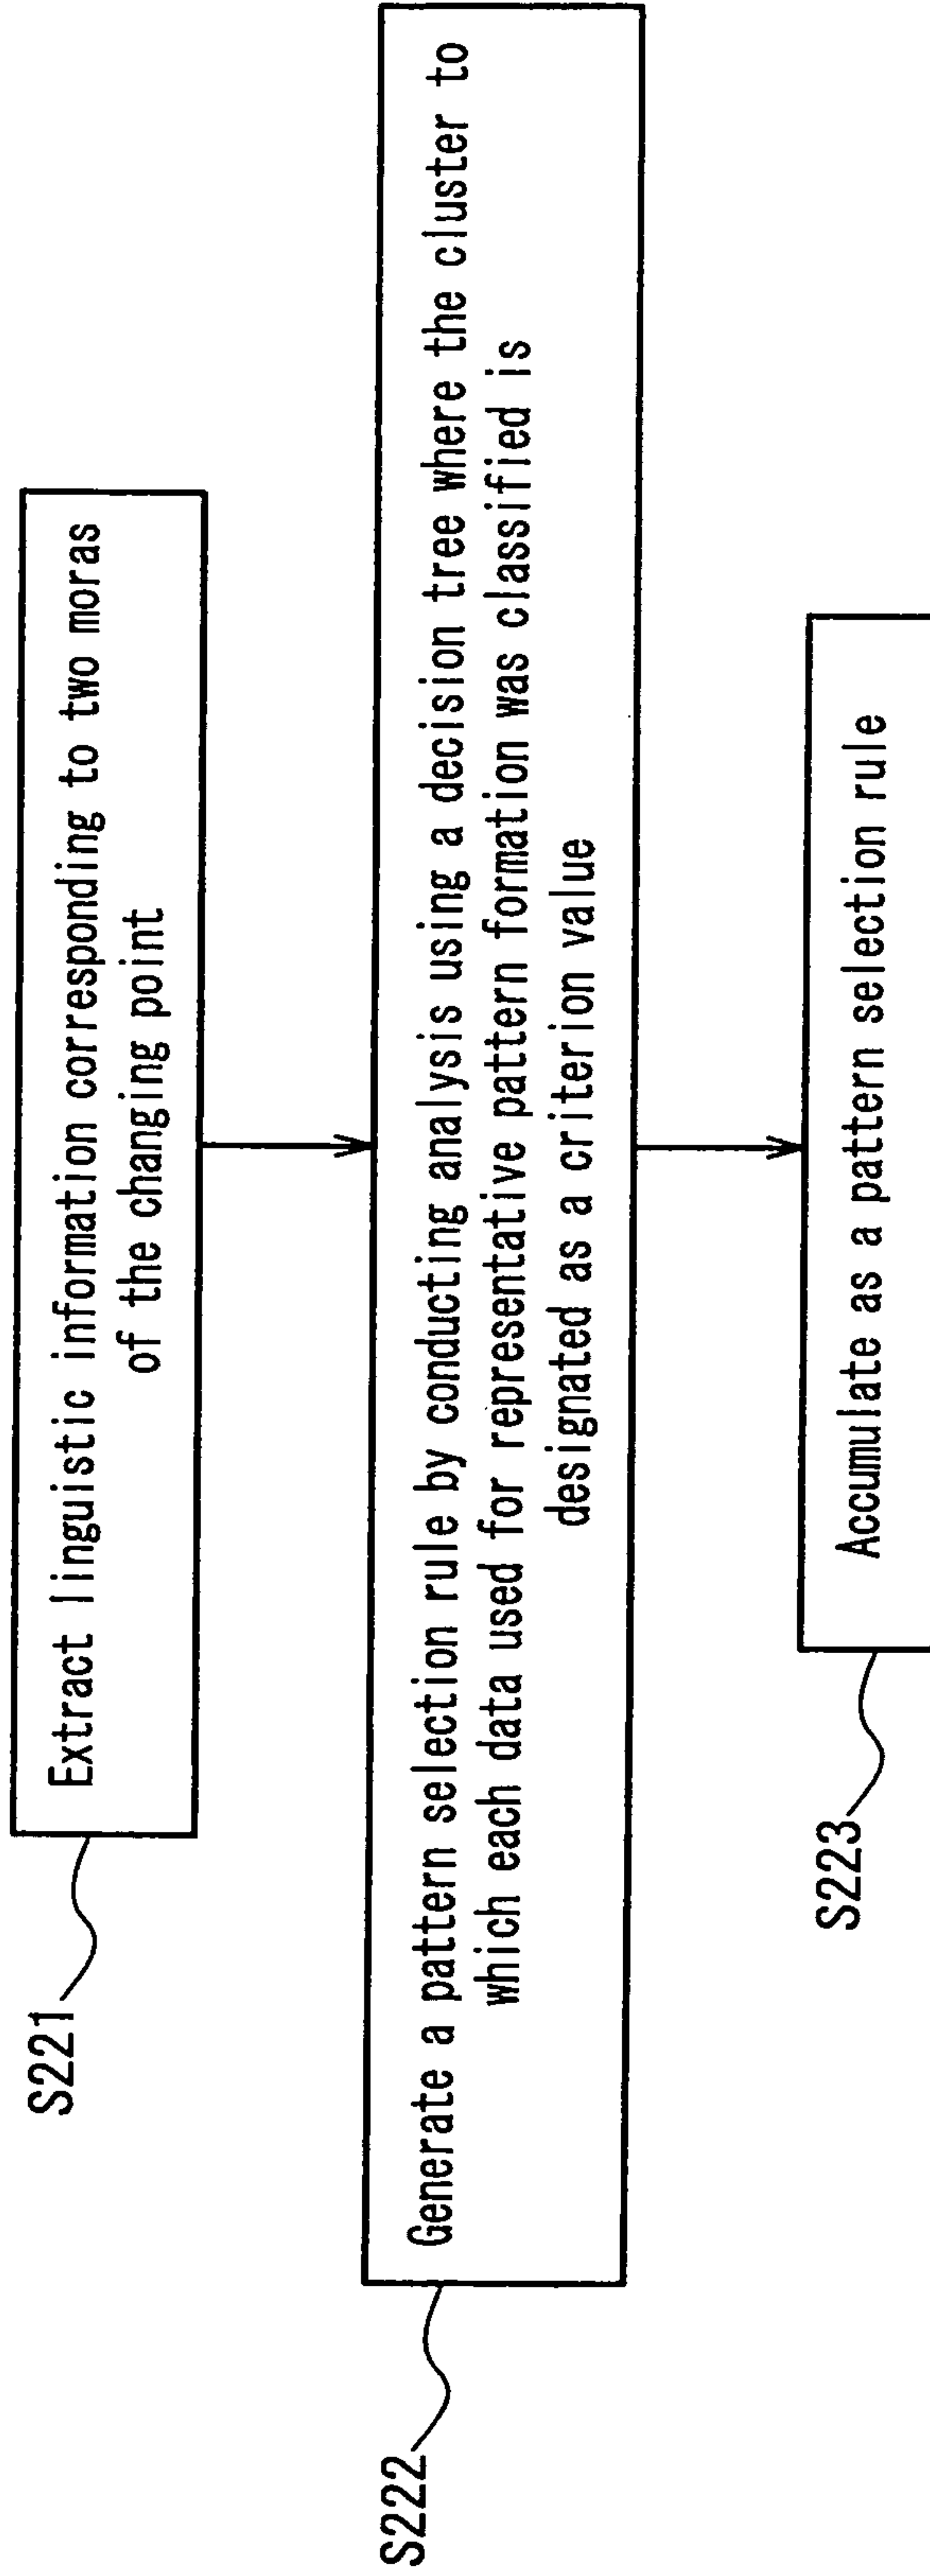 S221
Extract linguistic information corresponding to two moras
of the changing point
S222
Generate a pattern selection rule by conducting analysis using a decision tree where the cluster to
which each data used for representative pattern formation was classified is
designated as a criterion value
S223
Accumulate as a pattern selection rule